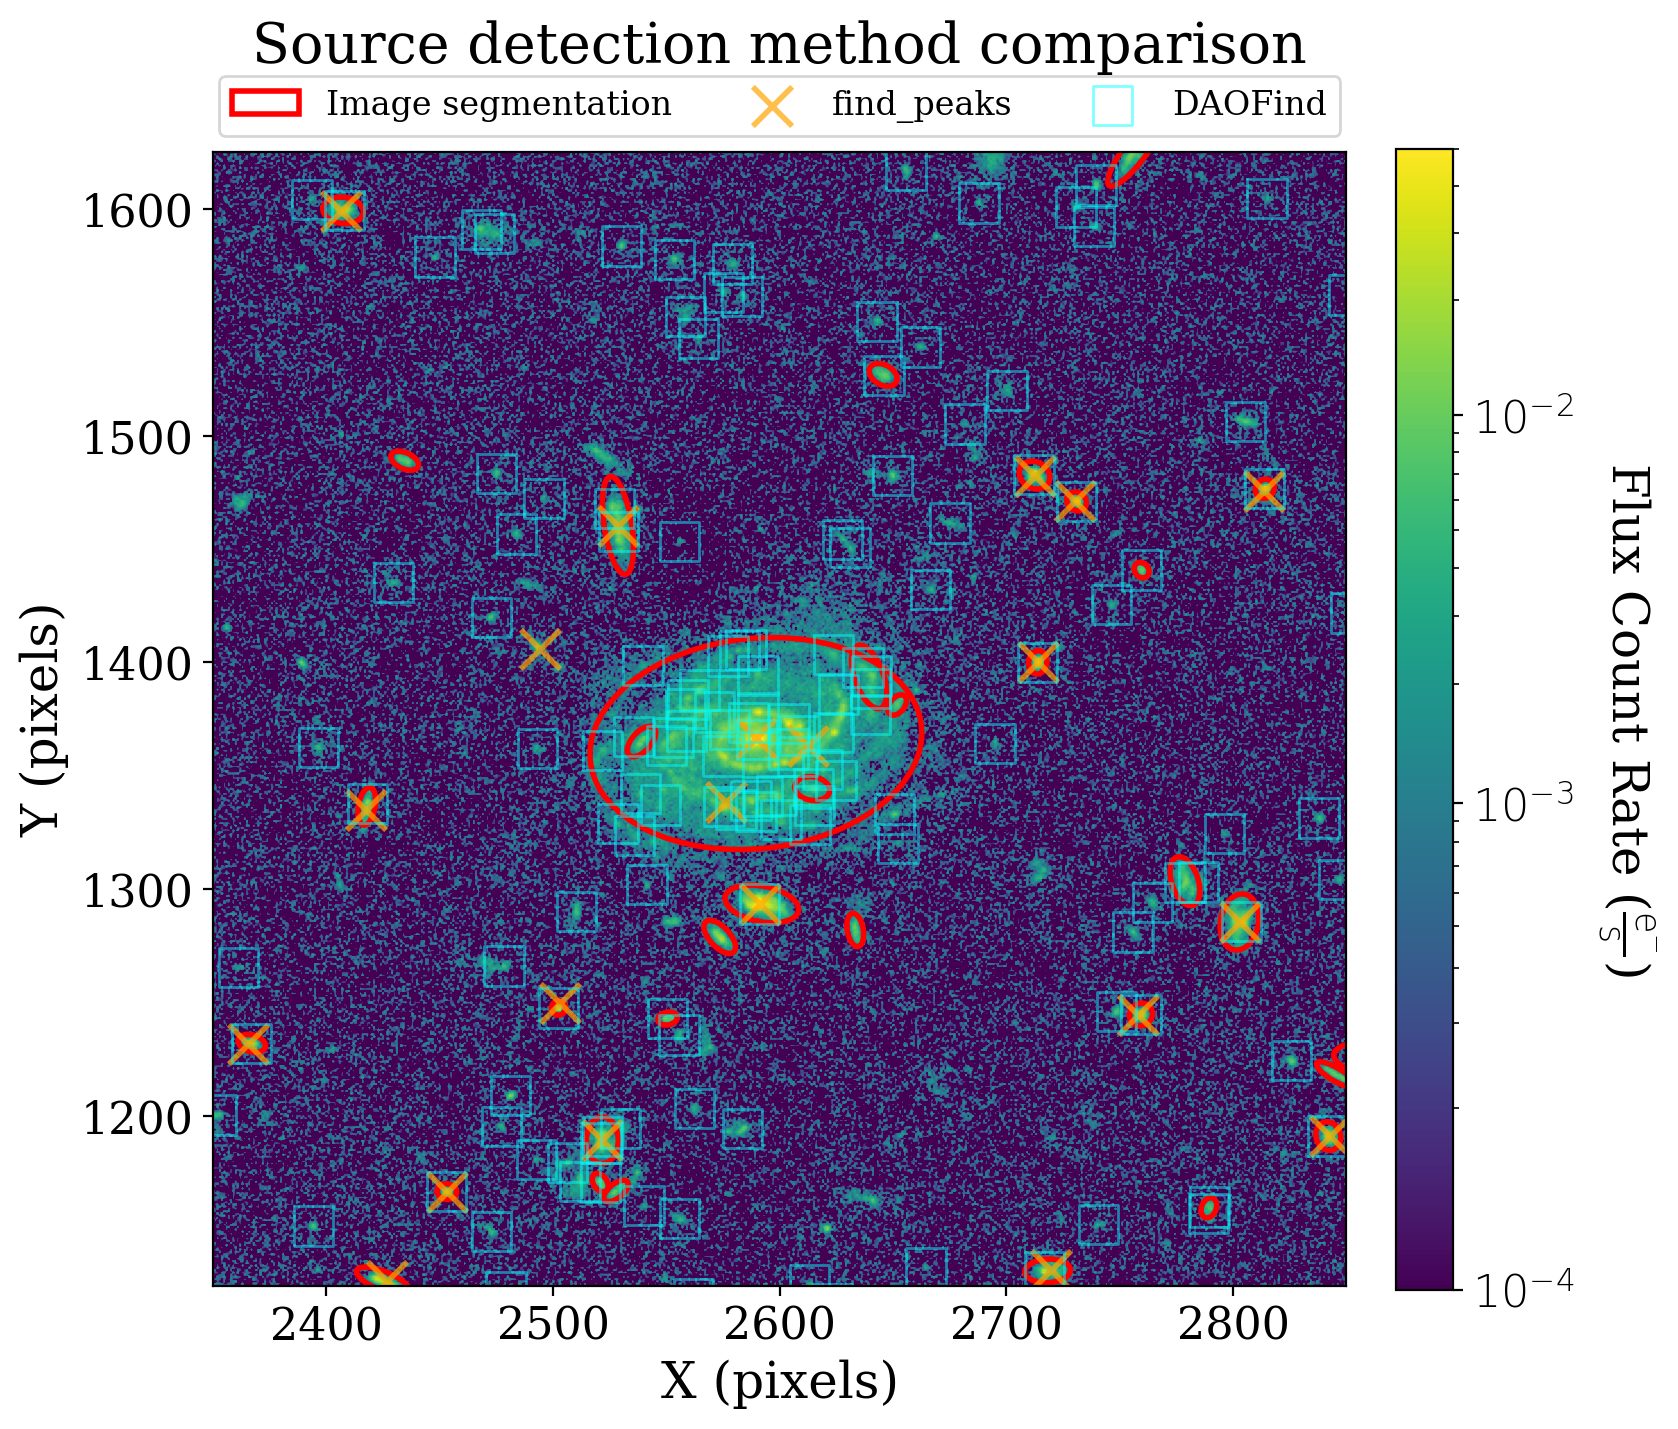 Source detection method comparison
Image segmentation find_peaks DAOFind
1600
1500
1400
1300
1200
Y (pixels)
2400 2500 2600 2700 2800
X (pixels)
10⁻²
10⁻³
10⁻⁴
Flux Count Rate (e⁻/s)